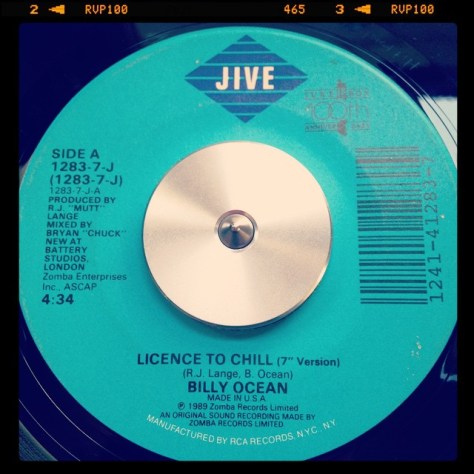 2 RVP100 465 3 RVP100
JIVE
SIDE A
1283-7-J
(1283-7-J)
1283-7-J-A
PRODUCED BY
R.J. "MUTT"
LANGE
MIXED BY
BRYAN "CHUCK"
NEW AT
BATTERY
STUDIOS,
LONDON
Zomba Enterprises
Inc., ASCAP
4:34
1241-41283-7
LICENCE TO CHILL (7" Version)
(R.J. Lange, B. Ocean)
BILLY OCEAN
MADE IN U.S.A.
℗ 1989 Zomba Records Limited
AN ORIGINAL SOUND RECORDING MADE BY
ZOMBA RECORDS LIMITED.
MANUFACTURED BY RCA RECORDS, N.Y.C., N.Y.